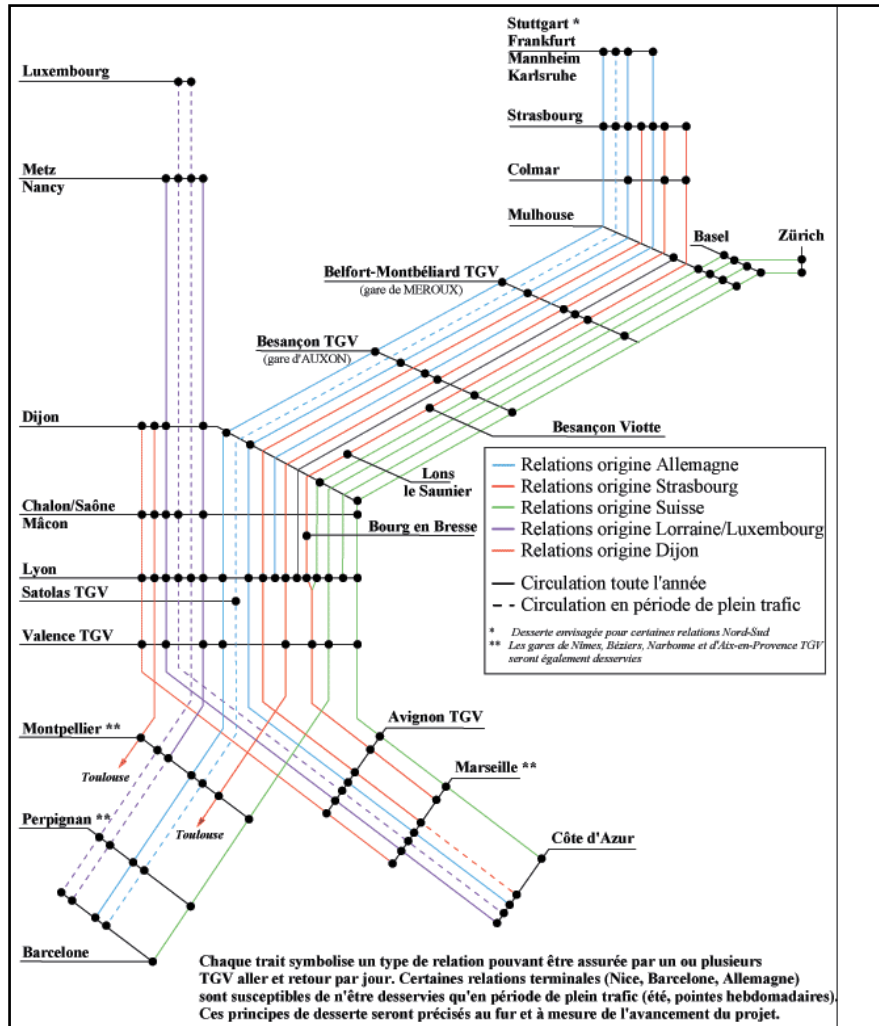 Stuttgart *
Frankfurt
Mannheim
Karlsruhe
Luxembourg
Strasbourg
Metz
Nancy
Colmar
Mulhouse
Basel
Zürich
Belfort-Montbéliard TGV
(gare de MEROUX)
Besançon TGV
(gare d'AUXON)
Dijon
Besançon Viotte
Lons
le Saunier
Chalon/Saône
Mâcon
Bourg en Bresse
Lyon
Satolas TGV
Valence TGV
Relations origine Allemagne
Relations origine Strasbourg
Relations origine Suisse
Relations origine Lorraine/Luxembourg
Relations origine Dijon
Circulation toute l'année
Circulation en période de plein trafic
* Desserte envisagée pour certaines relations Nord-Sud
** Les gares de Nîmes, Béziers, Narbonne et d'Aix-en-Provence TGV
seront également desservies
Montpellier **
Avignon TGV
Toulouse
Marseille **
Perpignan **
Toulouse
Côte d'Azur
Barcelone
Chaque trait symbolise un type de relation pouvant être assurée par un ou plusieurs
TGV aller et retour par jour. Certaines relations terminales (Nice, Barcelone, Allemagne)
sont susceptibles de n'être desservies qu'en période de plein trafic (été, pointes hebdomadaires).
Ces principes de desserte seront précisés au fur et à mesure de l'avancement du projet.